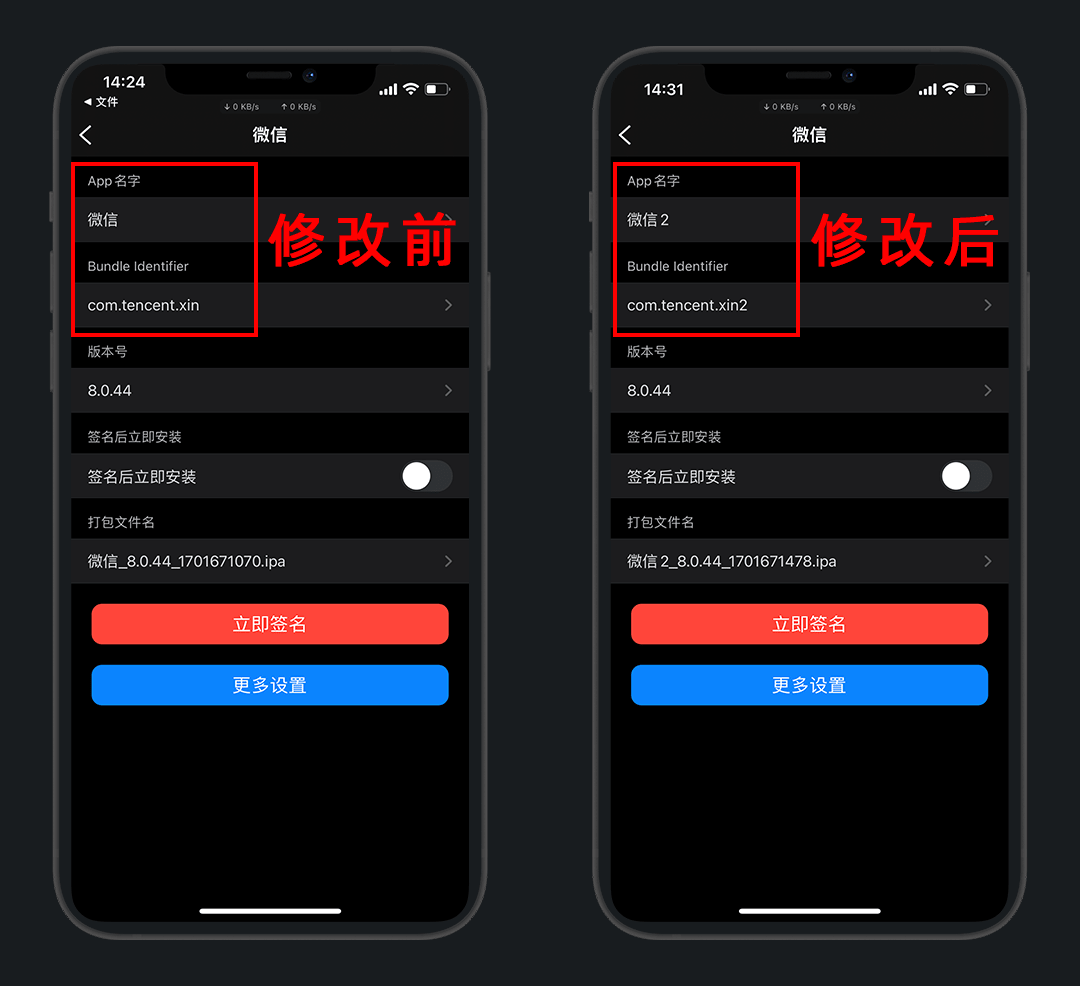 14:24
◀ 文件
↓ 0 KB/s ↑ 0 KB/s
微信
App 名字
微信
修改前
Bundle Identifier
com.tencent.xin
版本号
8.0.44
签名后立即安装
签名后立即安装
打包文件名
微信_8.0.44_1701671070.ipa
立即签名
更多设置
14:31
↓ 0 KB/s ↑ 0 KB/s
微信
App 名字
微信 2
修改后
Bundle Identifier
com.tencent.xin2
版本号
8.0.44
签名后立即安装
签名后立即安装
打包文件名
微信 2_8.0.44_1701671478.ipa
立即签名
更多设置